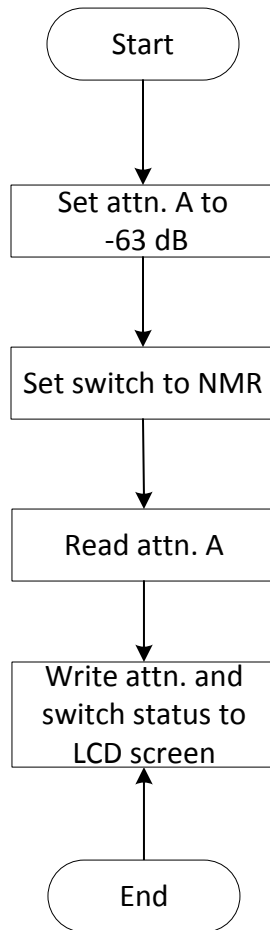 Start
Set attn. A to
-63 dB
Set switch to NMR
Read attn. A
Write attn. and
switch status to
LCD screen
End